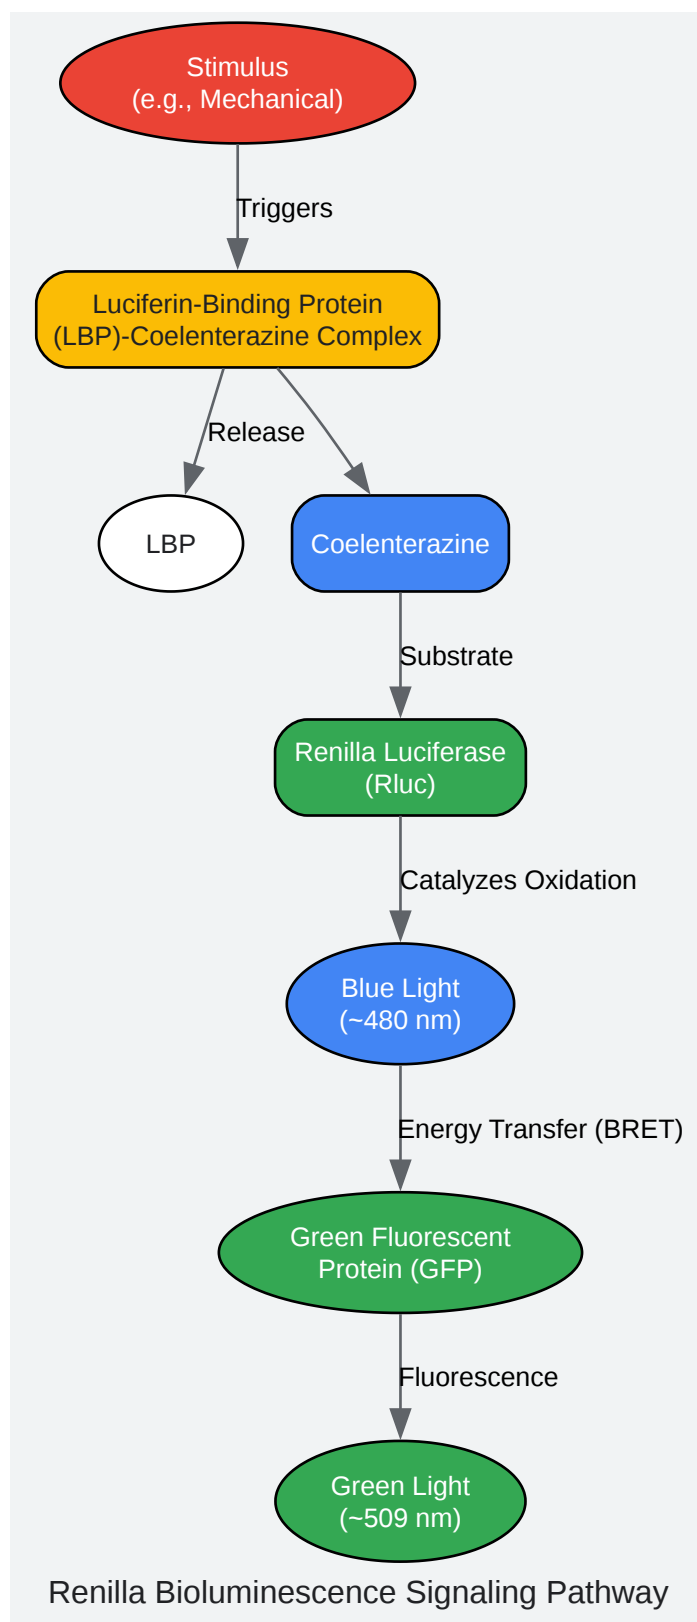 Stimulus
(e.g., Mechanical)
Triggers
Luciferin-Binding Protein
(LBP)-Coelenterazine Complex
Release
LBP
Coelenterazine
Substrate
Renilla Luciferase
(Rluc)
Catalyzes Oxidation
Blue Light
(~480 nm)
Energy Transfer (BRET)
Green Fluorescent
Protein (GFP)
Fluorescence
Green Light
(~509 nm)
Renilla Bioluminescence Signaling Pathway